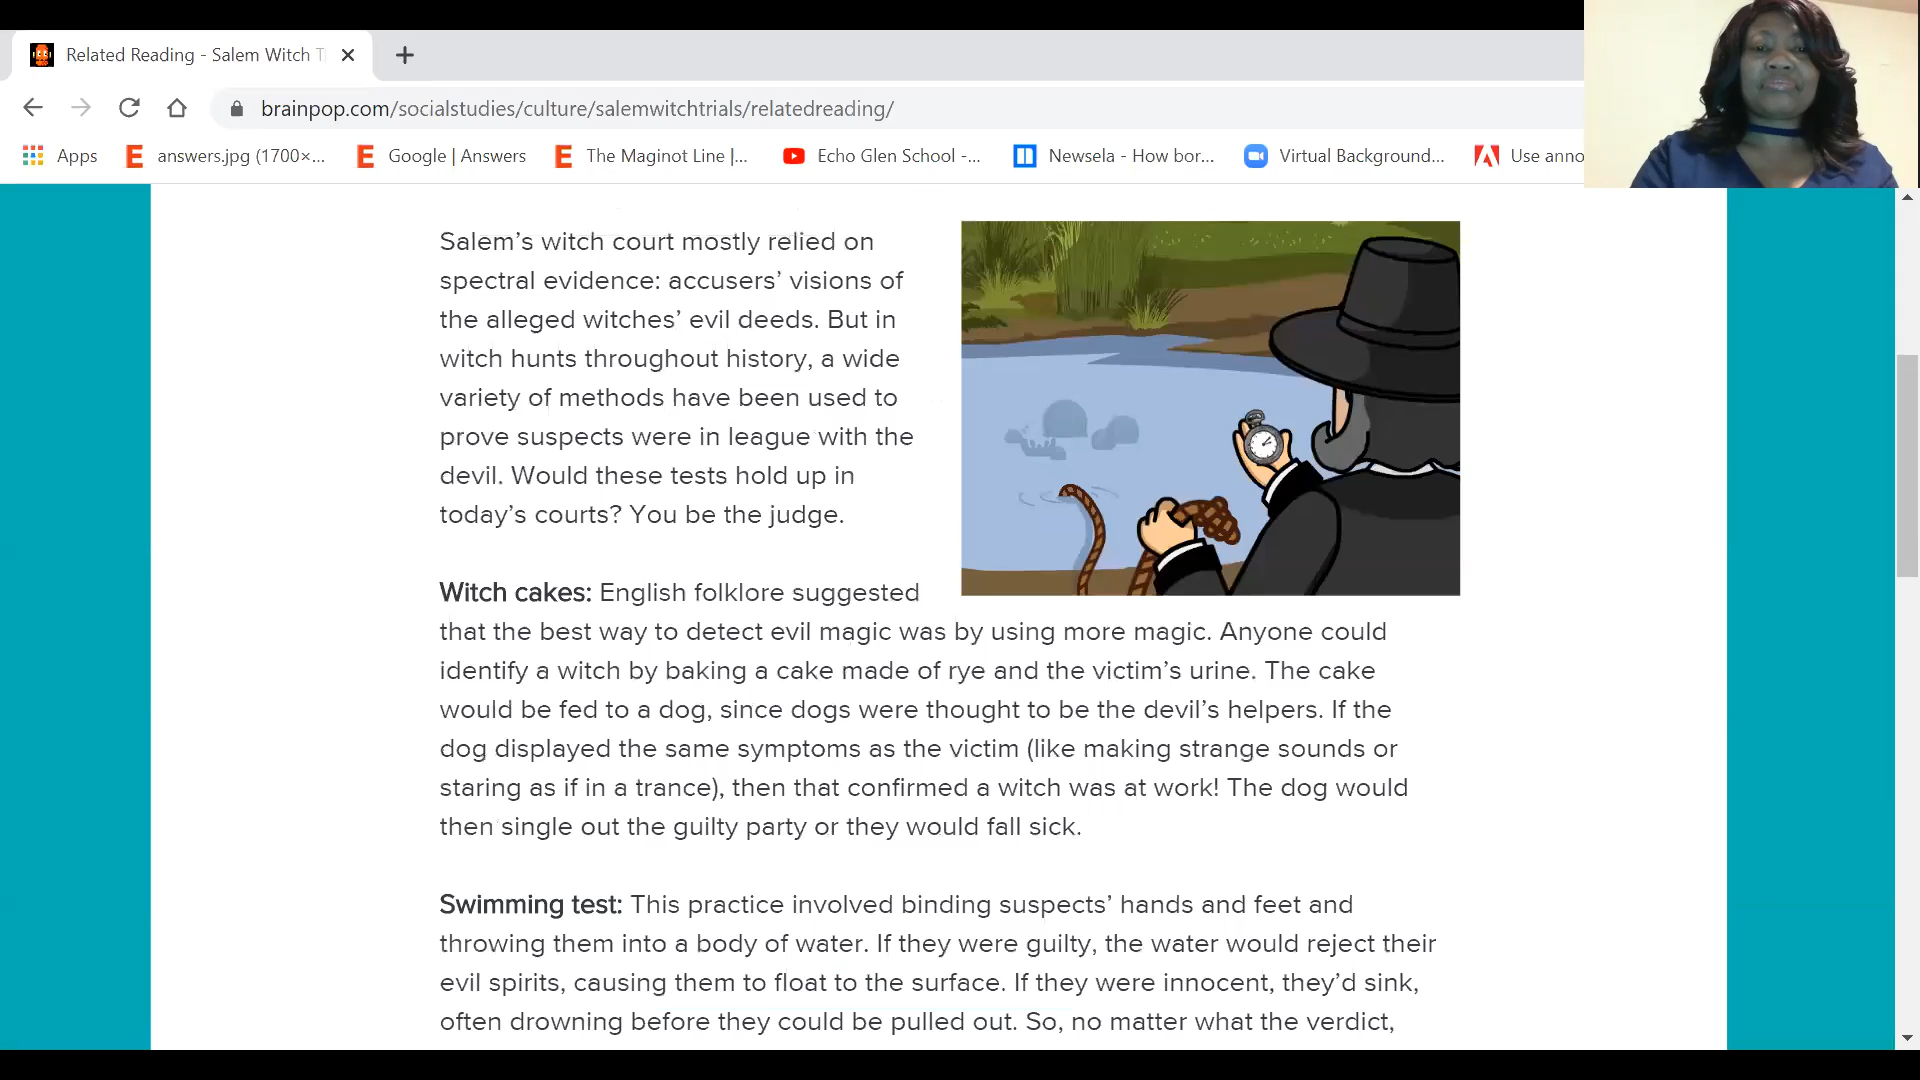 Related Reading - Salem Witch T
brainpop.com/socialstudies/culture/salemwitchtrials/relatedreading/
Apps
answers.jpg (1700×...
Google | Answers
The Maginot Line |...
Echo Glen School -...
Newsela - How bor...
Virtual Background...
Use anno
Salem’s witch court mostly relied on
spectral evidence: accusers’ visions of
the alleged witches’ evil deeds. But in
witch hunts throughout history, a wide
variety of methods have been used to
prove suspects were in league with the
devil. Would these tests hold up in
today’s courts? You be the judge.
Witch cakes: English folklore suggested
that the best way to detect evil magic was by using more magic. Anyone could
identify a witch by baking a cake made of rye and the victim’s urine. The cake
would be fed to a dog, since dogs were thought to be the devil’s helpers. If the
dog displayed the same symptoms as the victim (like making strange sounds or
staring as if in a trance), then that confirmed a witch was at work! The dog would
then single out the guilty party or they would fall sick.
Swimming test: This practice involved binding suspects’ hands and feet and
throwing them into a body of water. If they were guilty, the water would reject their
evil spirits, causing them to float to the surface. If they were innocent, they’d sink,
often drowning before they could be pulled out. So, no matter what the verdict,